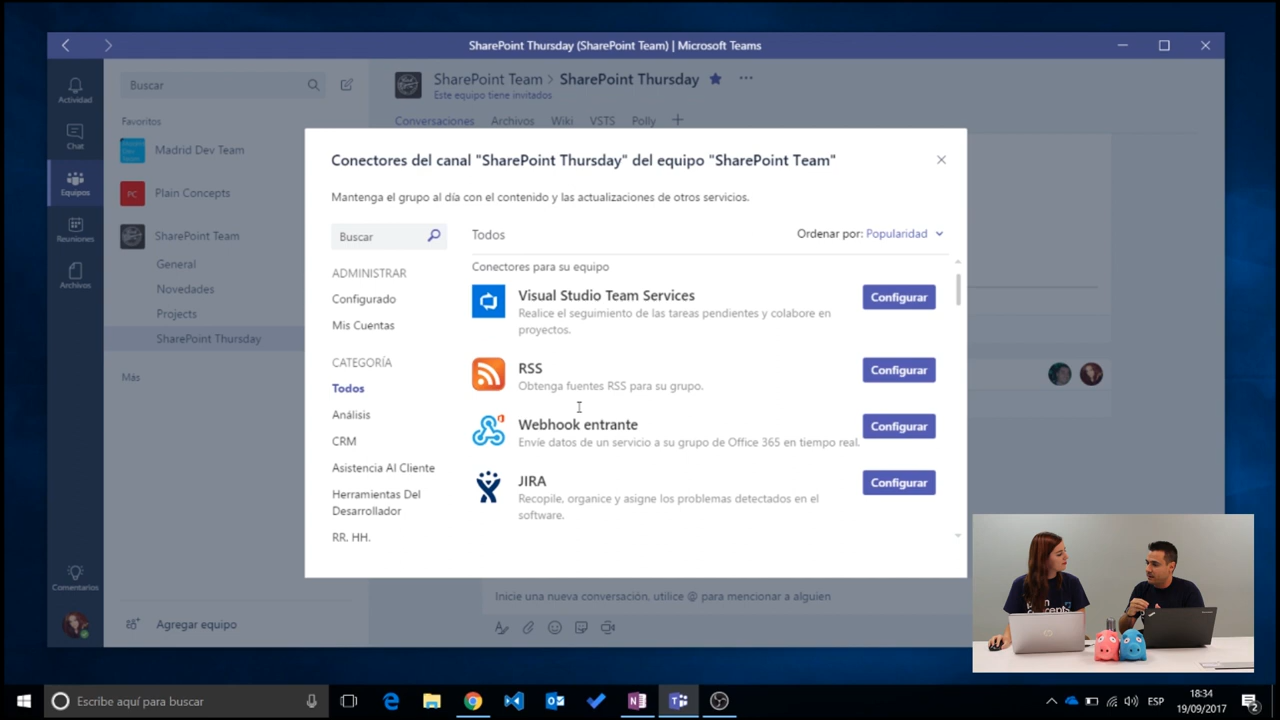 SharePoint Thursday (SharePoint Team) | Microsoft Teams
Actividad
Chat
Equipos
Reuniones
Archivos
Comentarios
Buscar
Favoritos
Madrid Dev Team
PC
Plain Concepts
SharePoint Team
General
Novedades
Projects
SharePoint Thursday
Más
Agregar equipo
SharePoint Team > SharePoint Thursday
Este equipo tiene invitados
Conversaciones Archivos Wiki VSTS Polly
Conectores del canal "SharePoint Thursday" del equipo "SharePoint Team"
Mantenga el grupo al día con el contenido y las actualizaciones de otros servicios.
Buscar
ADMINISTRAR
Configurado
Mis Cuentas
CATEGORÍA
Todos
Análisis
CRM
Asistencia Al Cliente
Herramientas Del
Desarrollador
RR. HH.
Todos
Ordenar por: Popularidad
Conectores para su equipo
Visual Studio Team Services
Realice el seguimiento de las tareas pendientes y colabore en
proyectos.
Configurar
RSS
Obtenga fuentes RSS para su grupo.
Configurar
Webhook entrante
Envíe datos de un servicio a su grupo de Office 365 en tiempo real.
Configurar
JIRA
Recopile, organice y asigne los problemas detectados en el
software.
Configurar
Inicie una nueva conversación, utilice @ para mencionar a alguien
Escribe aquí para buscar
ESP
18:34
19/09/2017
2